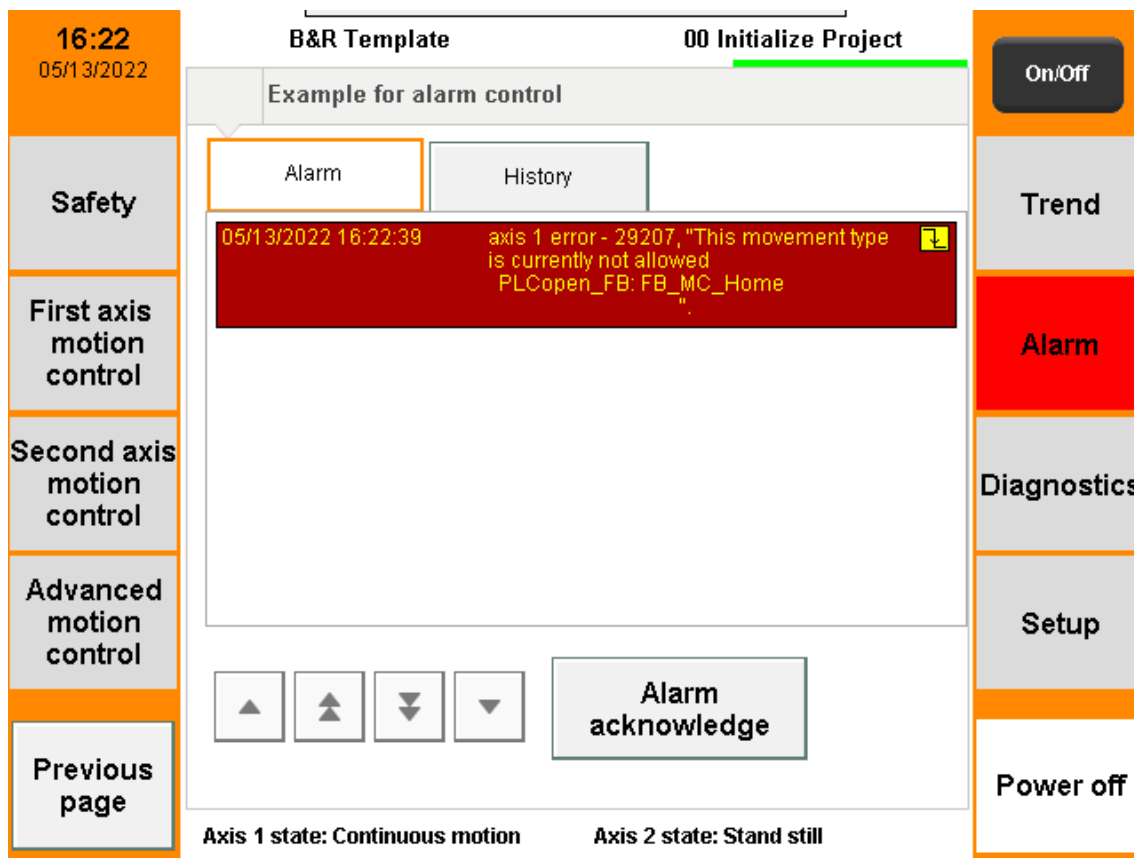 16:22
05/13/2022
B&R Template
00 Initialize Project
On/Off
Example for alarm control
Alarm
History
Safety
First axis
motion
control
Second axis
motion
control
Advanced
motion
control
Previous
page
05/13/2022 16:22:39
axis 1 error - 29207, "This movement type
is currently not allowed
PLCopen_FB: FB_MC_Home
".
Alarm
acknowledge
Axis 1 state: Continuous motion
Axis 2 state: Stand still
Trend
Alarm
Diagnostics
Setup
Power off